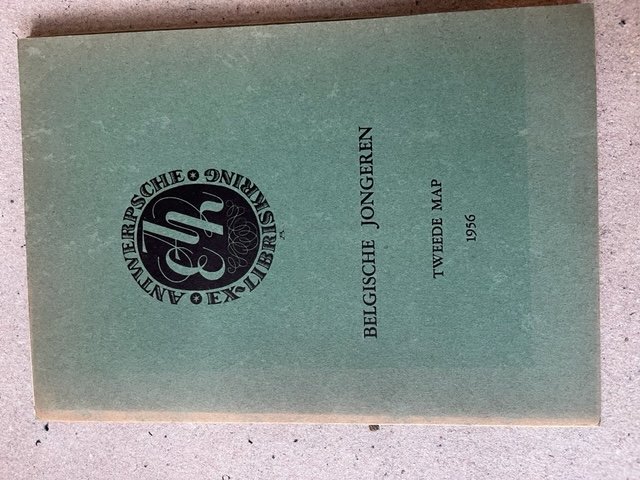 ANTWERPSCHE • EX-LIBRISKRING •
BELGISCHE JONGEREN
TWEEDE MAP
1956